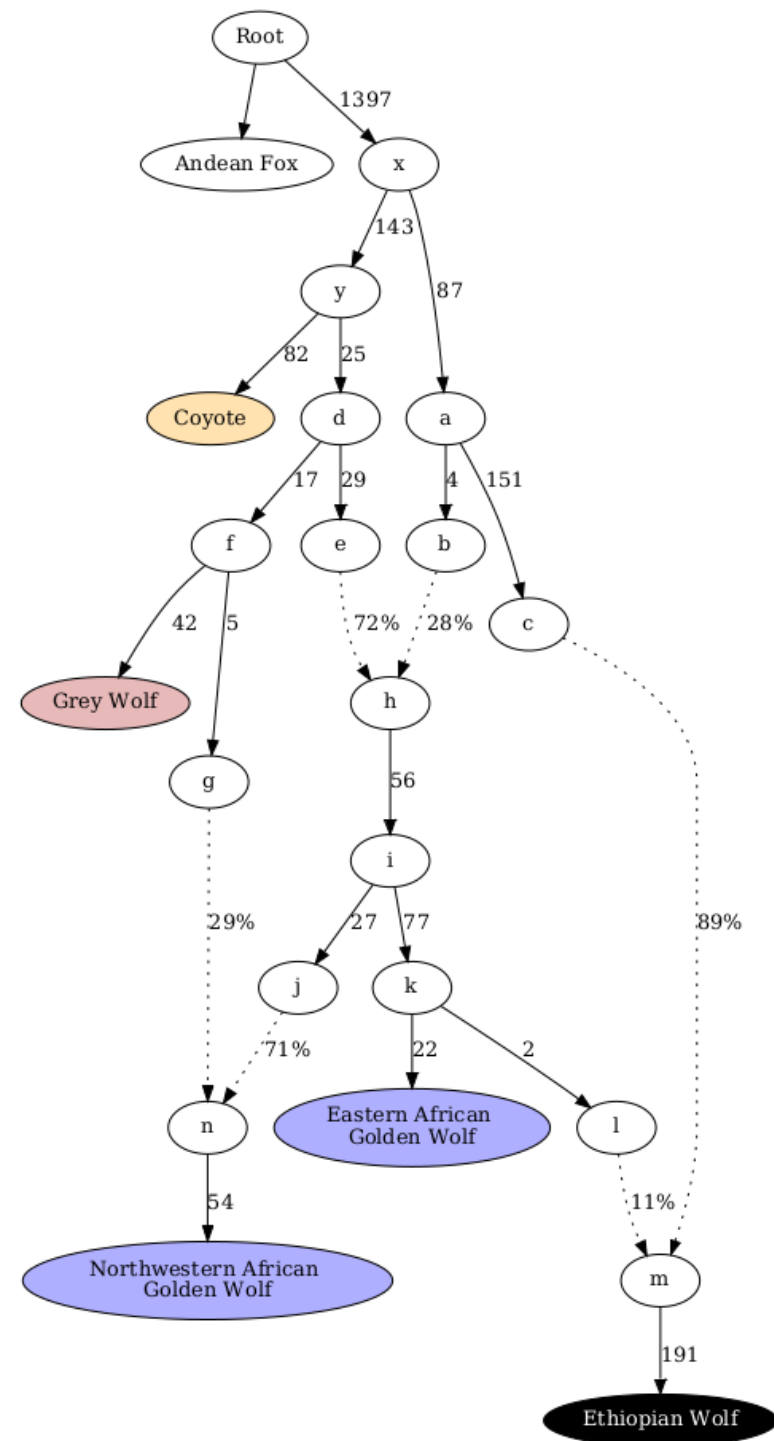 Root
1397
Andean Fox
x
143
y
87
82
25
Coyote
d
a
17
29
4
151
f
e
b
c
42
5
72%
28%
Grey Wolf
h
g
56
i
29%
27
77
89%
j
k
71%
22
2
n
Eastern African
Golden Wolf
l
54
11%
Northwestern African
Golden Wolf
m
191
Ethiopian Wolf